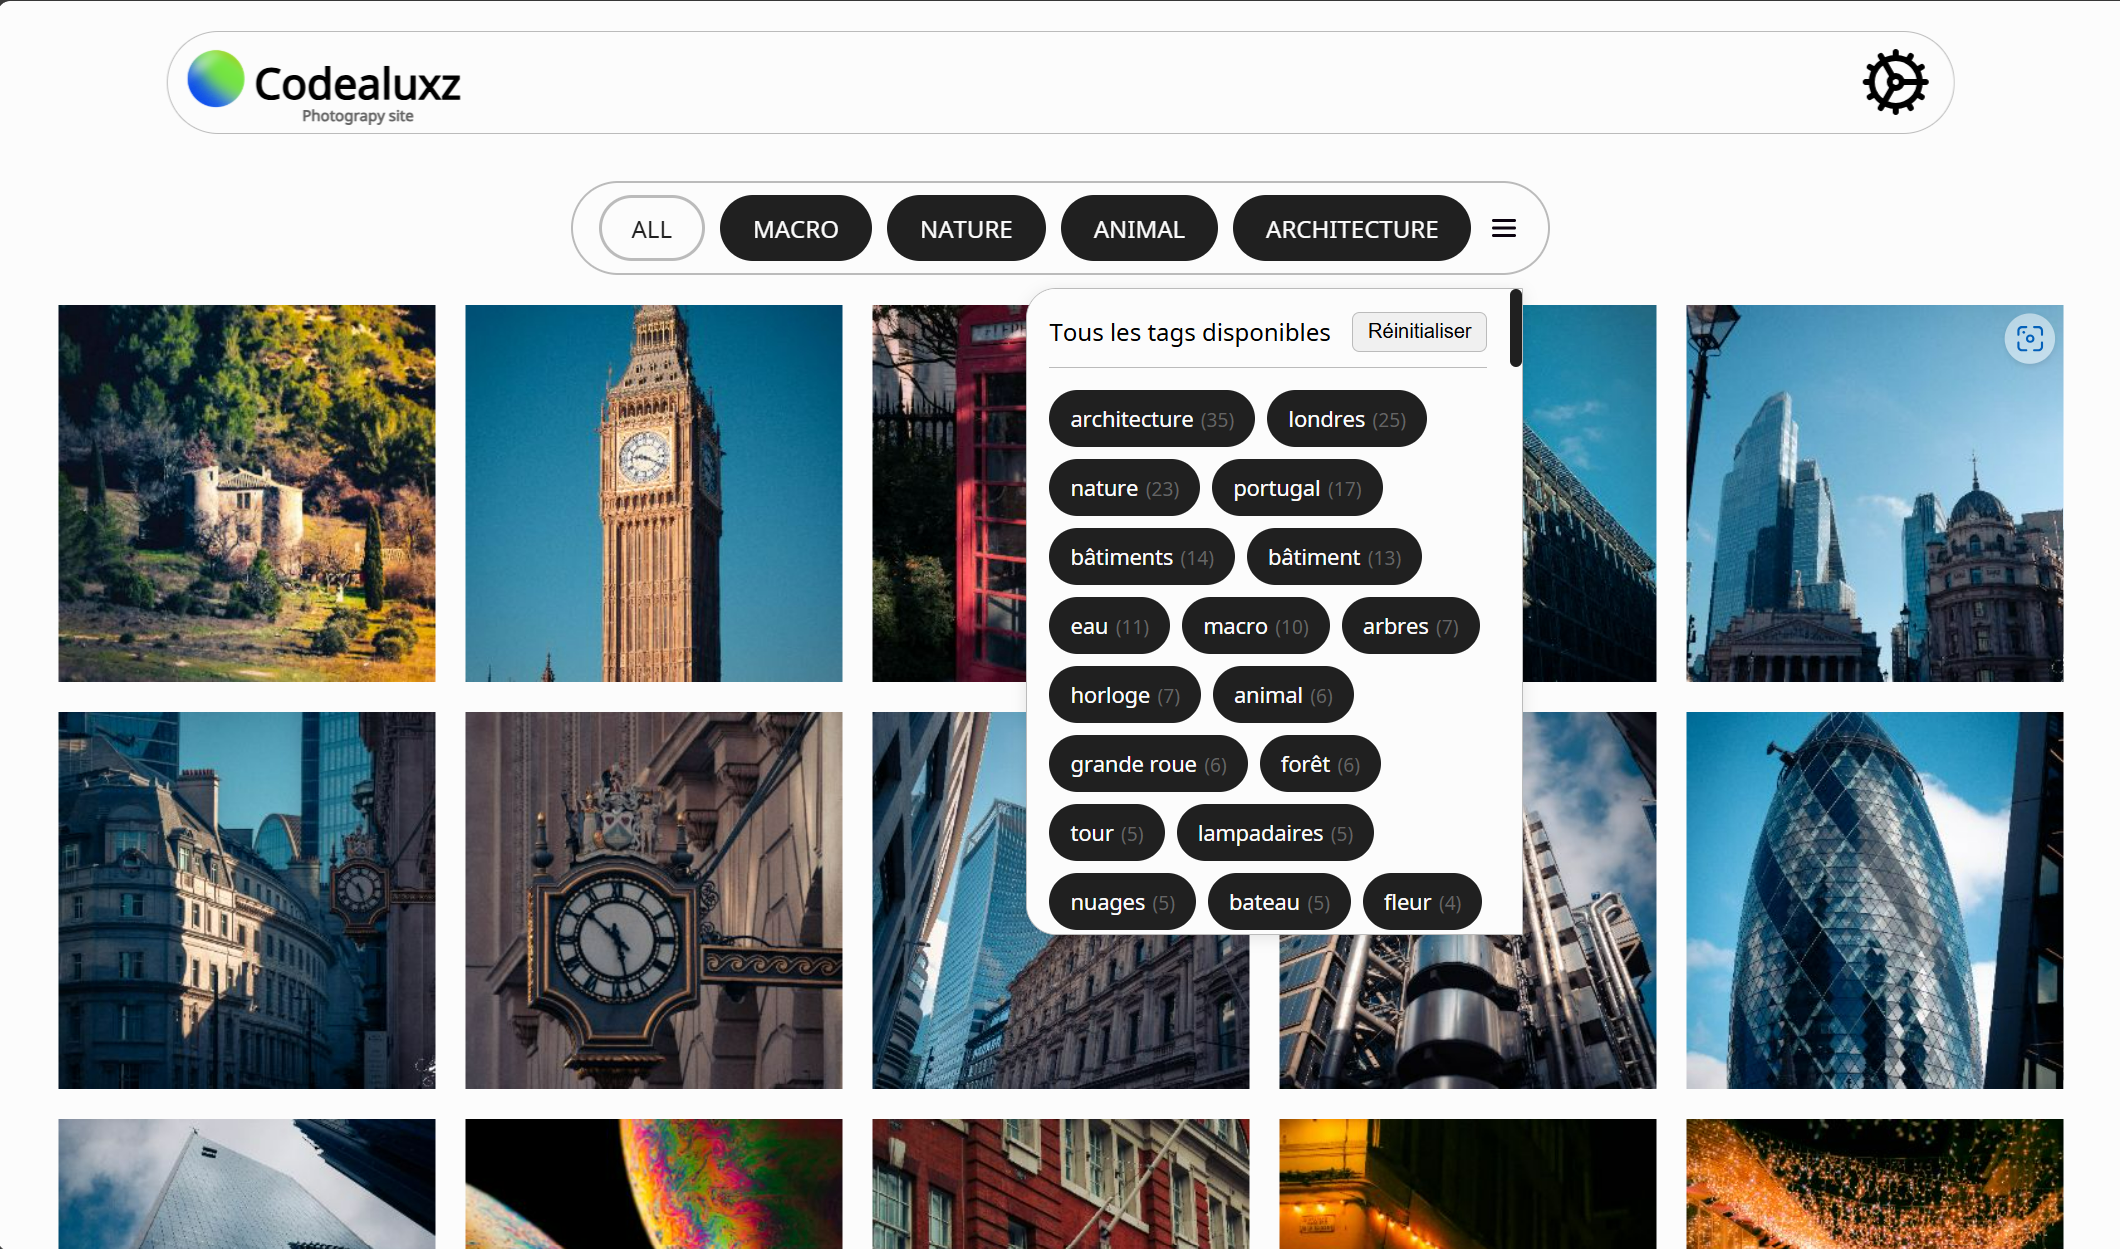 Codealuxz
Photograpy site
ALL MACRO NATURE ANIMAL ARCHITECTURE
Tous les tags disponibles Réinitialiser
architecture (35) londres (25)
nature (23) portugal (17)
bâtiments (14) bâtiment (13)
eau (11) macro (10) arbres (7)
horloge (7) animal (6)
grande roue (6) forêt (6)
tour (5) lampadaires (5)
nuages (5) bateau (5) fleur (4)